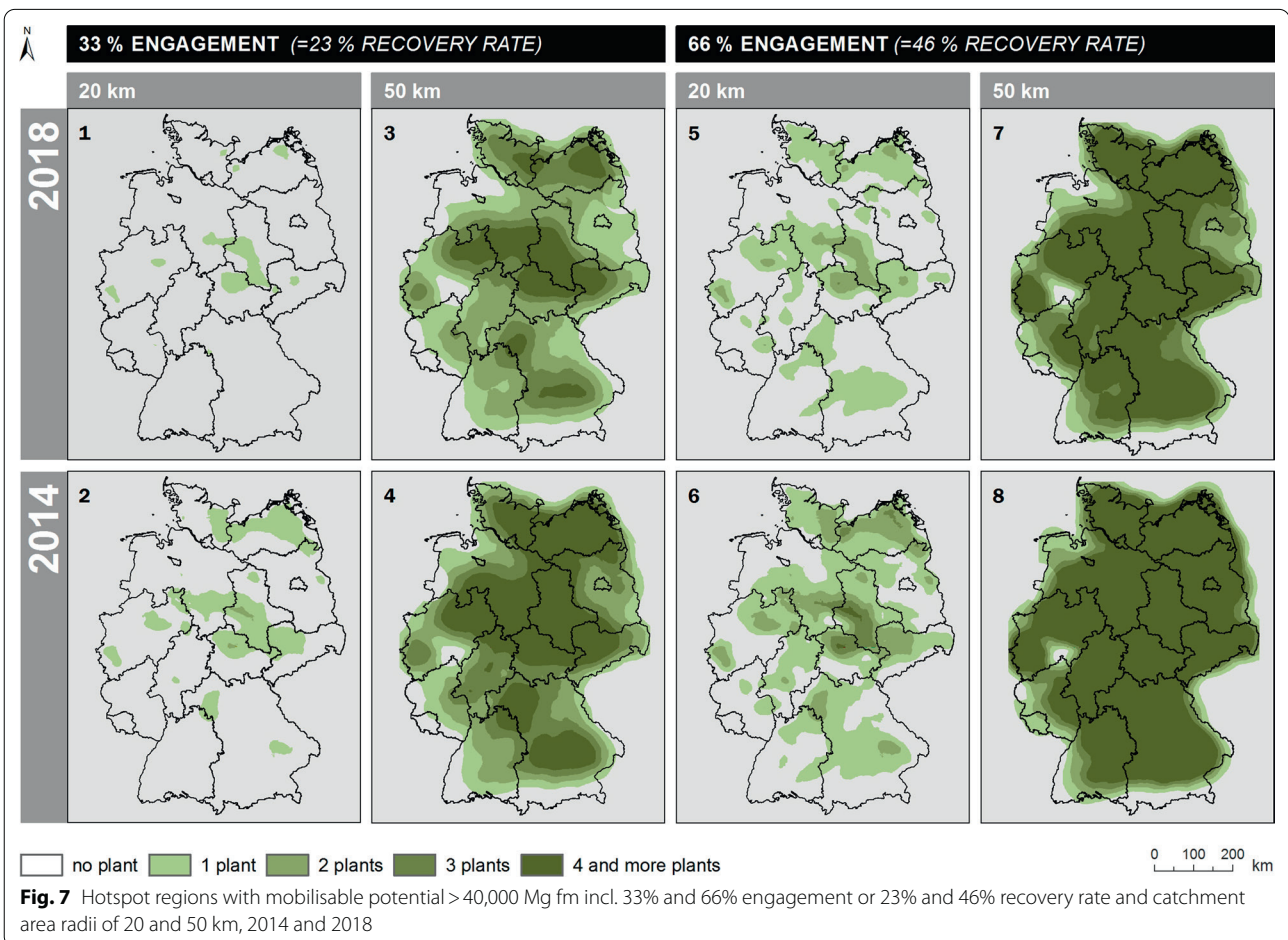 N
33 % ENGAGEMENT (=23 % RECOVERY RATE)
66 % ENGAGEMENT (=46 % RECOVERY RATE)
20 km
50 km
20 km
50 km
2018
1
3
5
7
2014
2
4
6
8
no plant
1 plant
2 plants
3 plants
4 and more plants
0 100 200
km
Fig. 7 Hotspot regions with mobilisable potential > 40,000 Mg fm incl. 33% and 66% engagement or 23% and 46% recovery rate and catchment
area radii of 20 and 50 km, 2014 and 2018